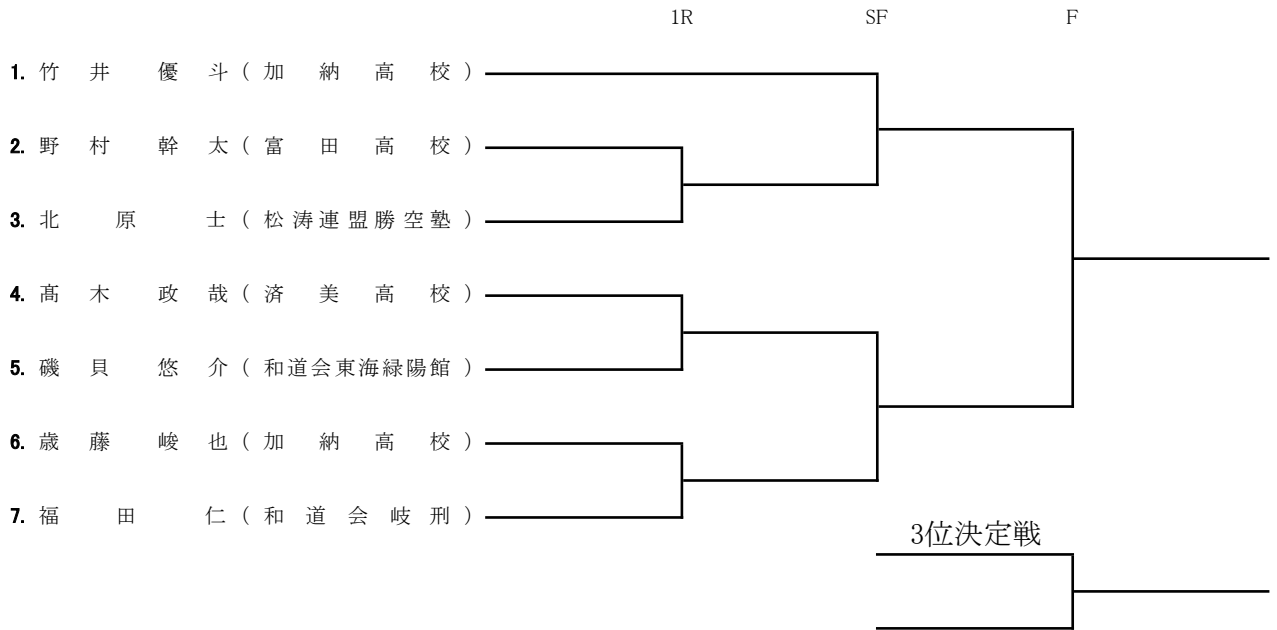 1R SF F
1. 竹井 優斗（加納高校）
2. 野村 幹太（富田高校）
3. 北原 士（松涛連盟勝空塾）
4. 髙木 政哉（済美高校）
5. 磯貝 悠介（和道会東海緑陽館）
6. 歳藤 峻也（加納高校）
7. 福田 仁（和道会岐刑）
3位決定戦